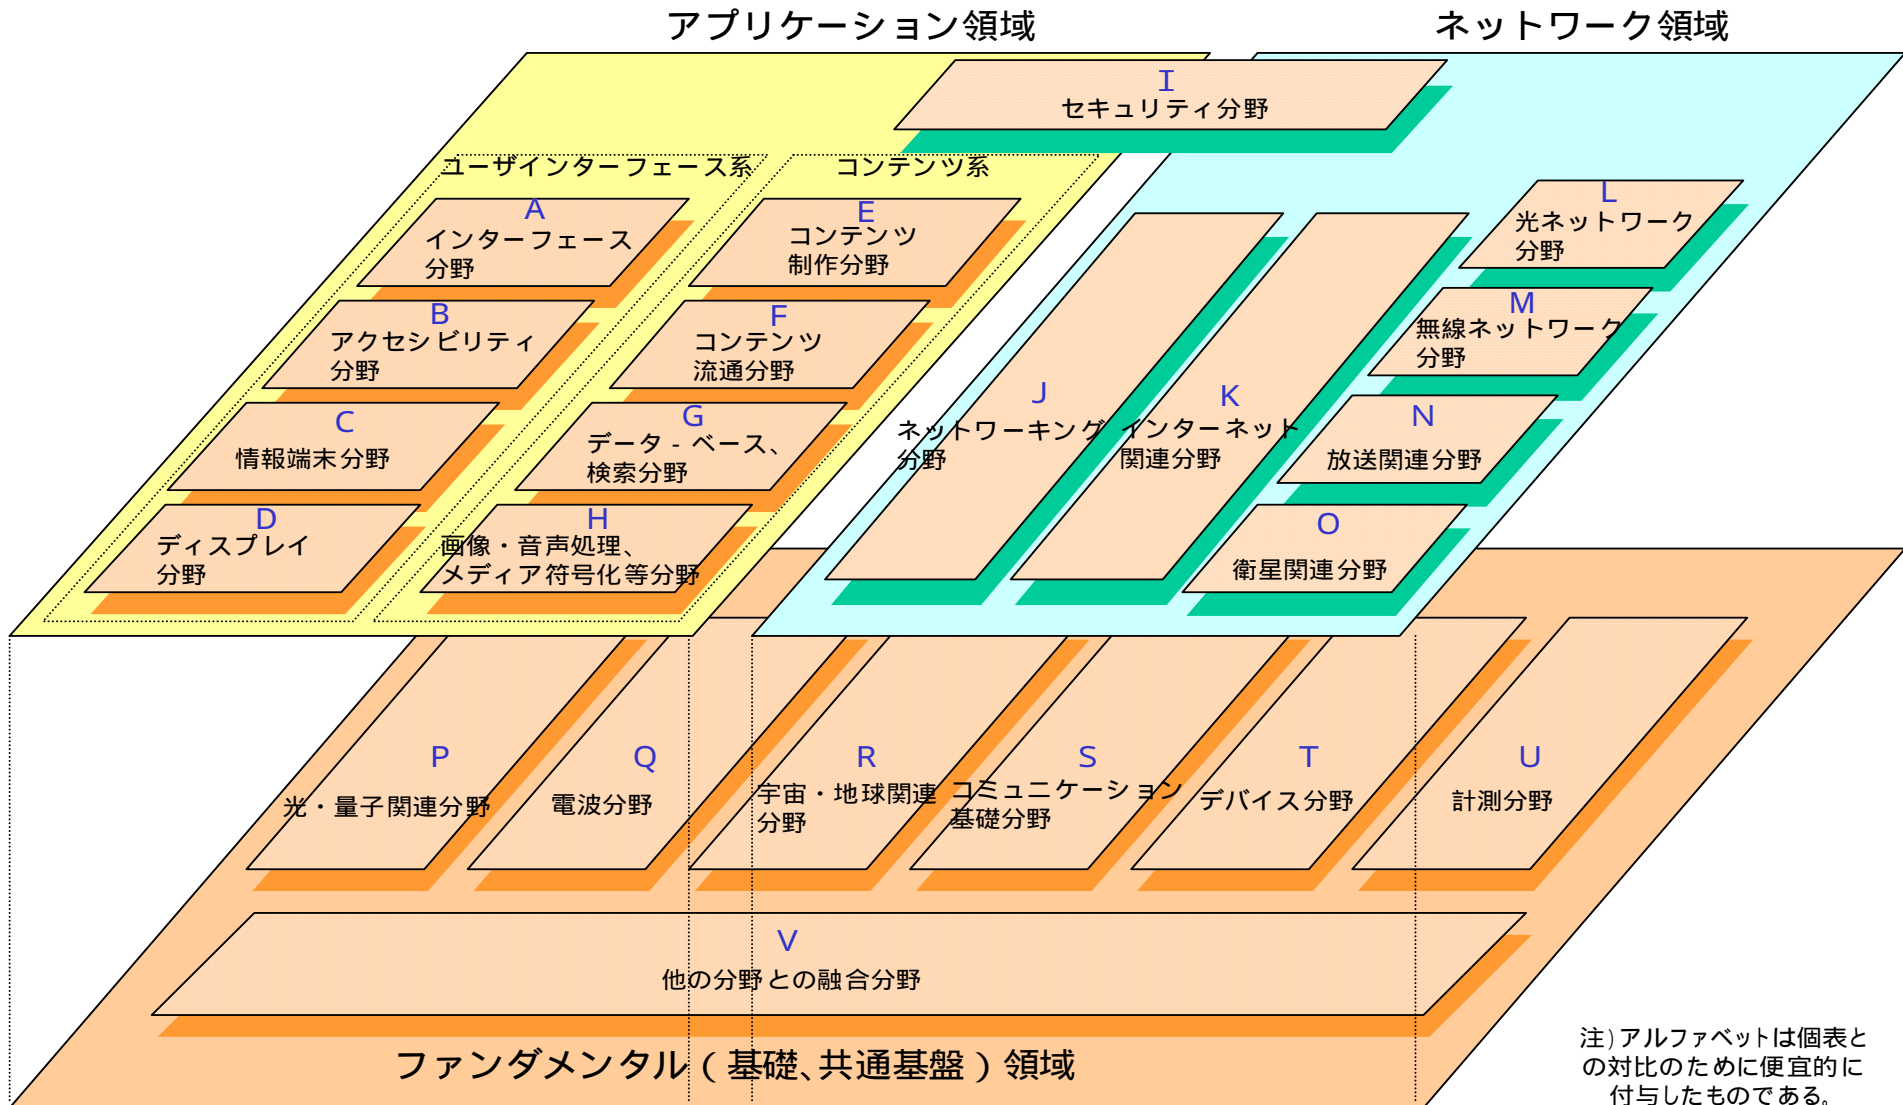 アプリケーション領域
ネットワーク領域
I
セキュリティ分野
ユーザインターフェース系
コンテンツ系
A
インターフェース
分野
B
アクセシビリティ
分野
C
情報端末分野
D
ディスプレイ
分野
E
コンテンツ
制作分野
F
コンテンツ
流通分野
G
データ‐ベース、
検索分野
H
画像・音声処理、
メディア符号化等分野
J
ネットワーキング
分野
K
インターネット
関連分野
L
光ネットワーク
分野
M
無線ネットワーク
分野
N
放送関連分野
O
衛星関連分野
P
光・量子関連分野
Q
電波分野
R
宇宙・地球関連
分野
S
コミュニケーション
基礎分野
T
デバイス分野
U
計測分野
V
他の分野との融合分野
ファンダメンタル(基礎、共通基盤)領域
注)アルファベットは個表と
の対比のために便宜的に
付与したものである。